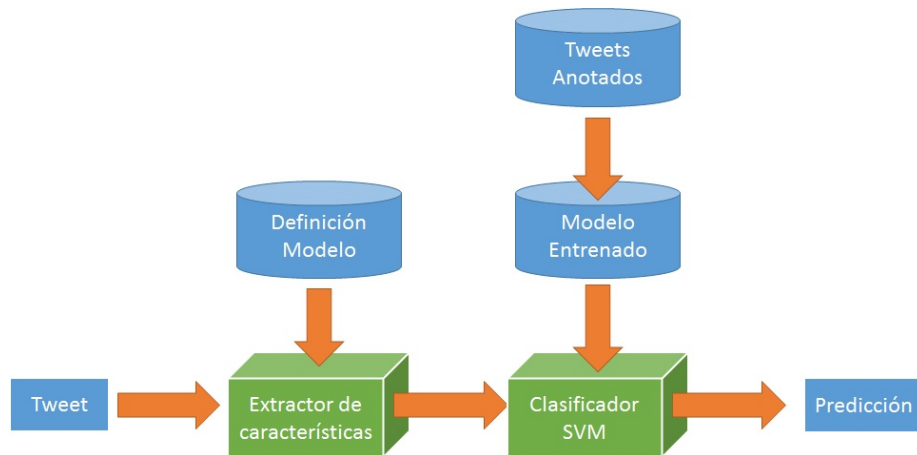 Tweets
Anotados
Definición
Modelo
Modelo
Entrenado
Tweet
Extractor de
características
Clasificador
SVM
Predicción